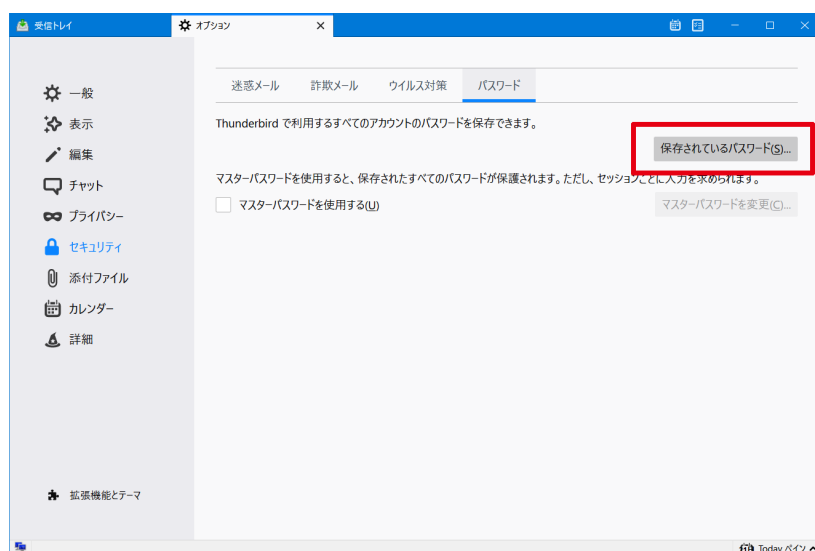 受信トレイ
オプション
一般
表示
編集
チャット
プライバシー
セキュリティ
添付ファイル
カレンダー
詳細
拡張機能とテーマ
迷惑メール 詐欺メール ウイルス対策 パスワード
Thunderbird で利用するすべてのアカウントのパスワードを保存できます。
保存されているパスワード(S)...
マスターパスワードを使用すると、保存されたすべてのパスワードが保護されます。ただし、セッションごとに入力を求められます。
マスターパスワードを使用する(U)
マスターパスワードを変更(C)...
Today ペイン